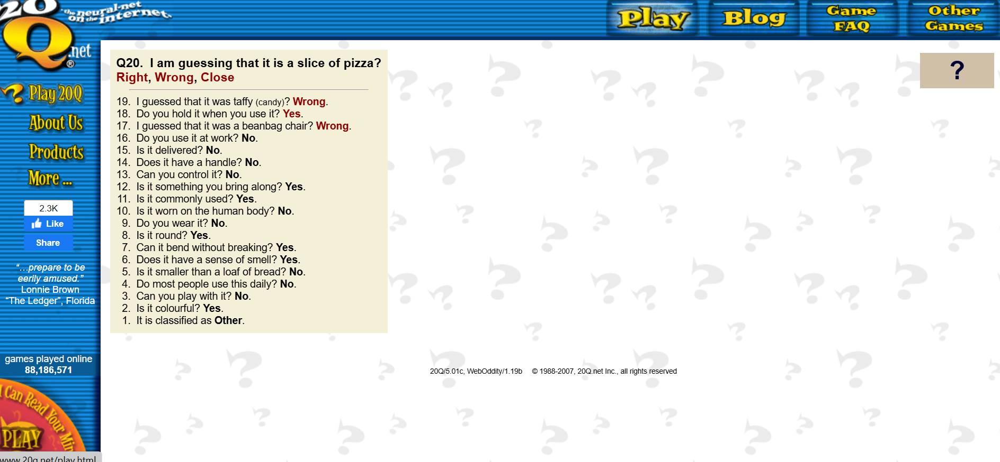 20Q.net®
the neural-net
on the internet.
Play
Blog
Game
FAQ
Other
Games
Play 20Q
About Us
Products
More ...
2.3K
Like
Share
“...prepare to be
eerily amused.”
Lonnie Brown
“The Ledger”, Florida
games played online
88,186,571
I Can Read Your Min
PLAY
www.20q.net/play.html
Q20. I am guessing that it is a slice of pizza?
Right, Wrong, Close
19. I guessed that it was taffy (candy)? Wrong.
18. Do you hold it when you use it? Yes.
17. I guessed that it was a beanbag chair? Wrong.
16. Do you use it at work? No.
15. Is it delivered? No.
14. Does it have a handle? No.
13. Can you control it? No.
12. Is it something you bring along? Yes.
11. Is it commonly used? Yes.
10. Is it worn on the human body? No.
9. Do you wear it? No.
8. Is it round? Yes.
7. Can it bend without breaking? Yes.
6. Does it have a sense of smell? Yes.
5. Is it smaller than a loaf of bread? No.
4. Do most people use this daily? No.
3. Can you play with it? No.
2. Is it colourful? Yes.
1. It is classified as Other.
?
20Q/5.01c, WebOddity/1.19b © 1988-2007, 20Q.net Inc., all rights reserved